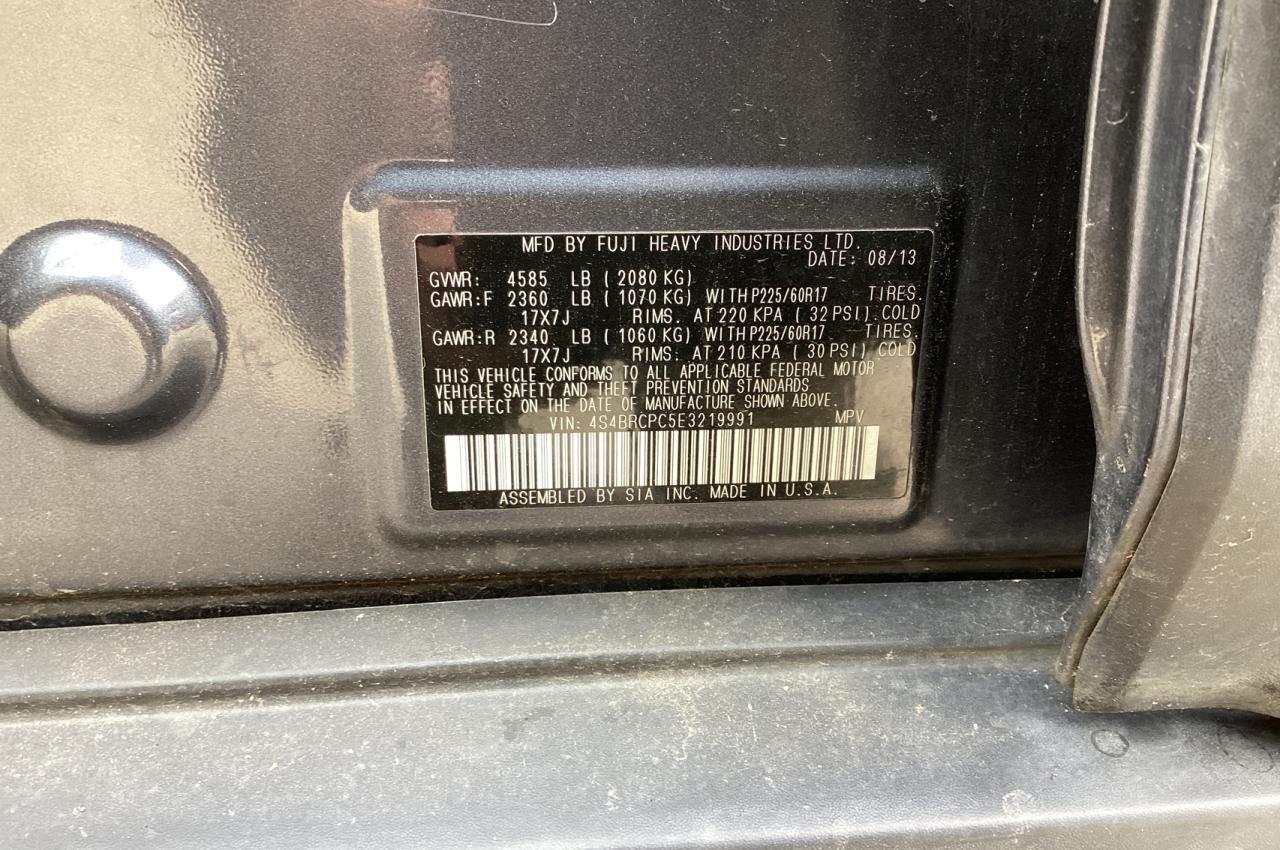 MFD BY FUJI HEAVY INDUSTRIES LTD.
DATE: 08/13
GVWR: 4585 LB (2080 KG)
GAWR:F 2360 LB (1070 KG) WITH P225/60R17 TIRES.
17X7J RIMS. AT 220 KPA (32 PSI).COLD
GAWR:R 2340 LB (1060 KG) WITH P225/60R17 TIRES.
17X7J RIMS. AT 210 KPA (30 PSI) COLD
THIS VEHICLE CONFORMS TO ALL APPLICABLE FEDERAL MOTOR
VEHICLE SAFETY AND THEFT PREVENTION STANDARDS
IN EFFECT ON THE DATE OF MANUFACTURE SHOWN ABOVE.
VIN: 4S4BRCPC5E3219991 MPV
ASSEMBLED BY SIA INC. MADE IN U.S.A.